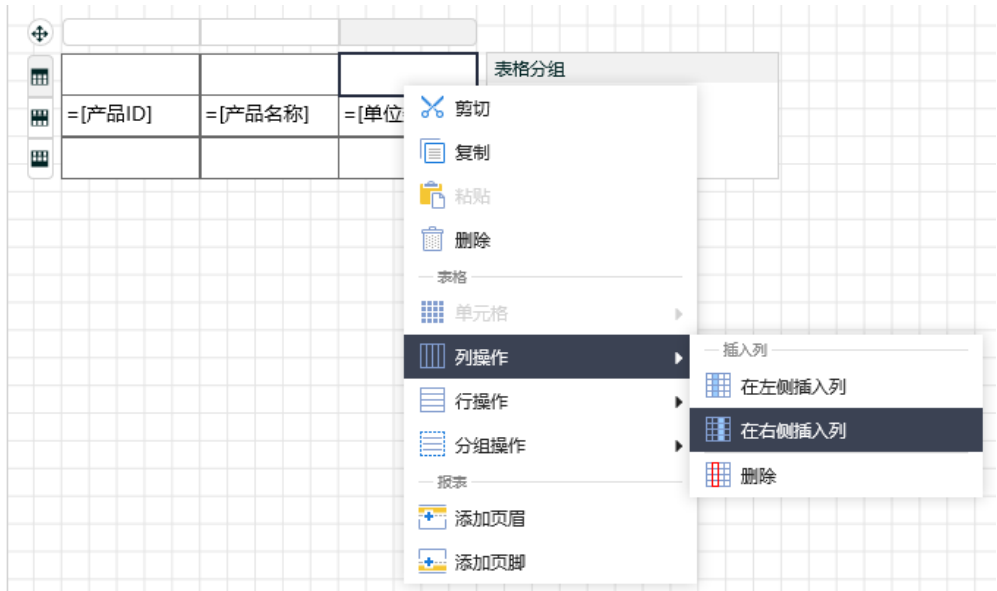 表格分组
=[产品ID] =[产品名称] =[单位
剪切
复制
粘贴
删除
表格
单元格
列操作
插入列
在左侧插入列
在右侧插入列
删除
行操作
分组操作
报表
添加页眉
添加页脚